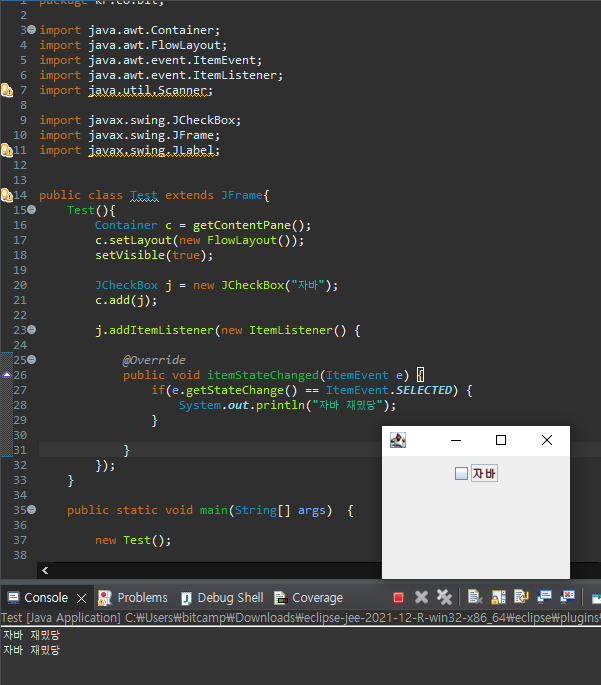 1 package kr.co.bit;
2
3 import java.awt.Container;
4 import java.awt.FlowLayout;
5 import java.awt.event.ItemEvent;
6 import java.awt.event.ItemListener;
7 import java.util.Scanner;
8
9 import javax.swing.JCheckBox;
10 import javax.swing.JFrame;
11 import javax.swing.JLabel;
12
13
14 public class Test extends JFrame{
15 Test(){
16 Container c = getContentPane();
17 c.setLayout(new FlowLayout());
18 setVisible(true);
19
20 JCheckBox j = new JCheckBox("자바");
21 c.add(j);
22
23 j.addItemListener(new ItemListener() {
24
25 @Override
26 public void itemStateChanged(ItemEvent e) {
27 if(e.getStateChange() == ItemEvent.SELECTED) {
28 System.out.println("자바 재밌당");
29 }
30
31 }
32 });
33 }
34
35 public static void main(String[] args)  {
36
37 new Test();
38
자바
Console Problems Debug Shell Coverage
Test [Java Application] C:₩Users₩bitcamp₩Downloads₩eclipse-jee-2021-12-R-win32-x86_64₩eclipse₩plugins₩
자바 재밌당
자바 재밌당